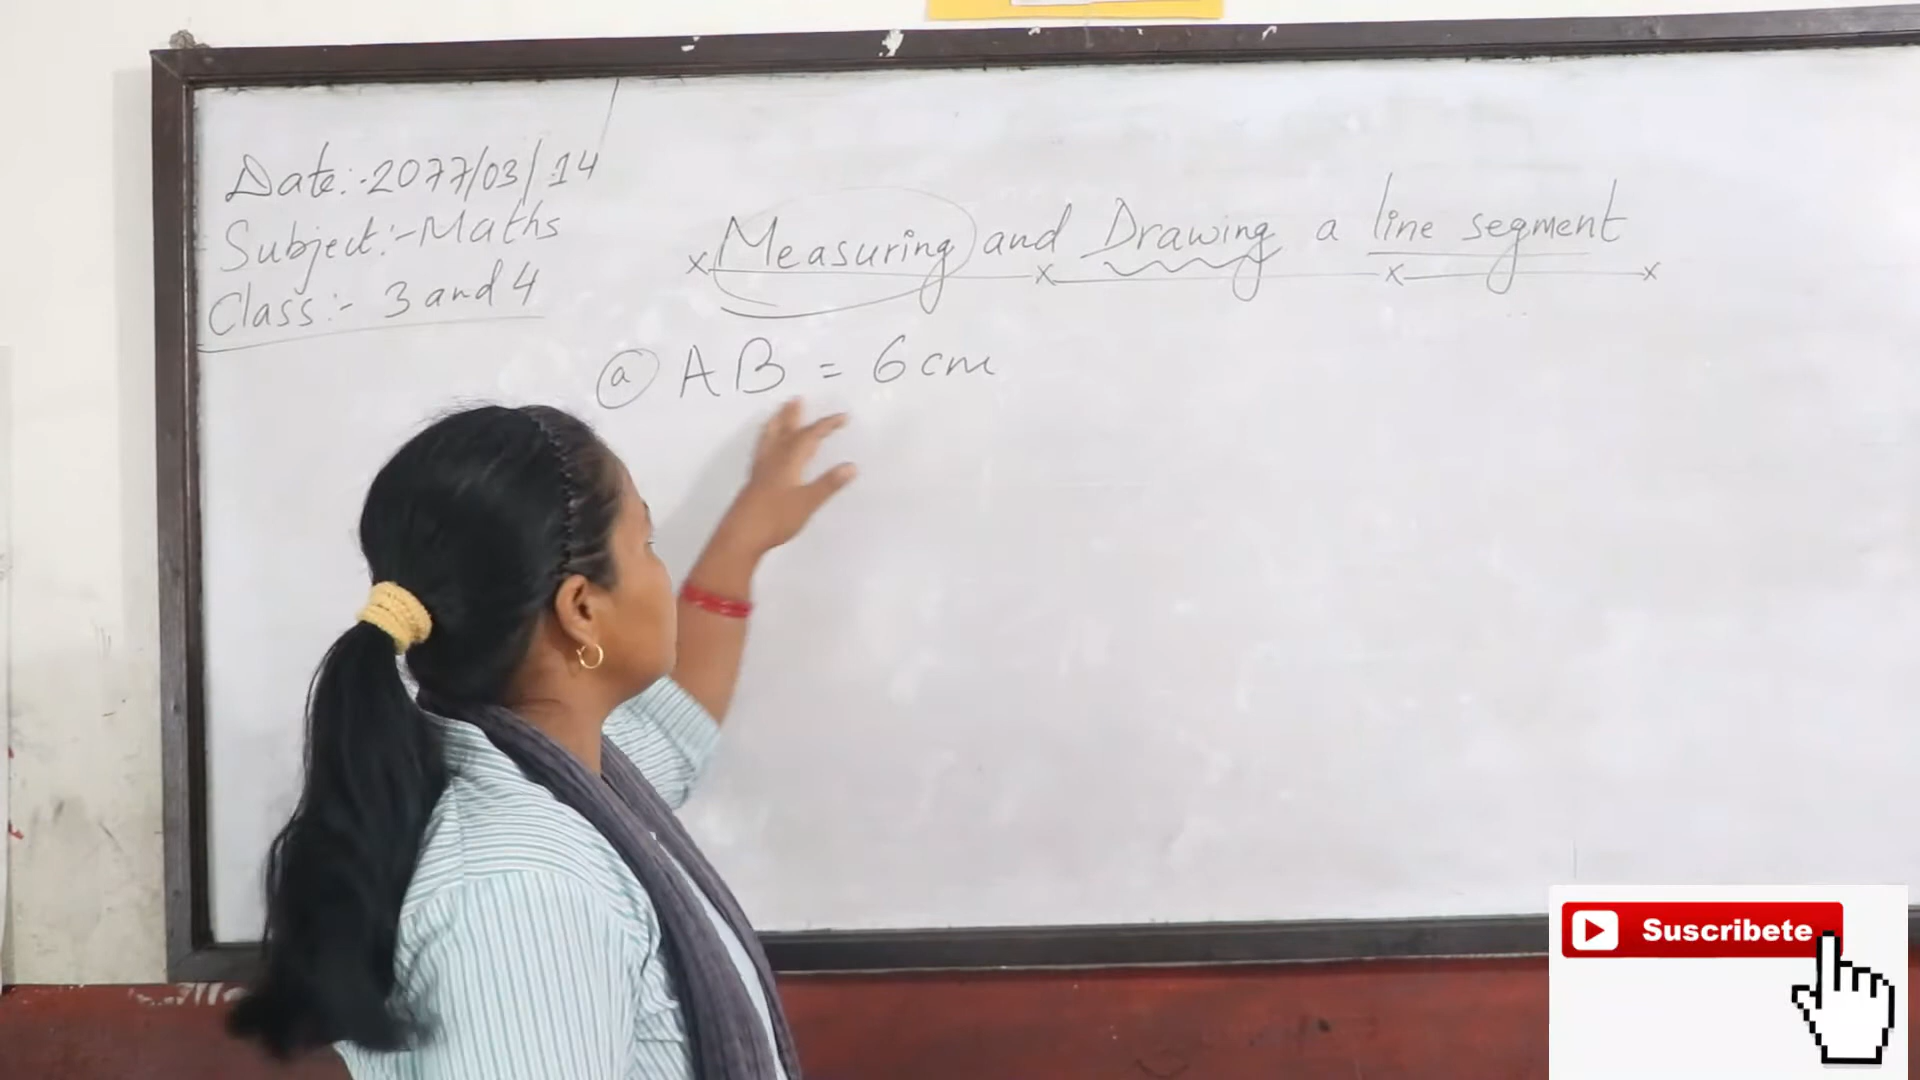 Date:-2077/03/14
Subject:-Maths
Class:- 3 and 4
Measuring and Drawing a line segment
(a) AB = 6cm
Suscribete